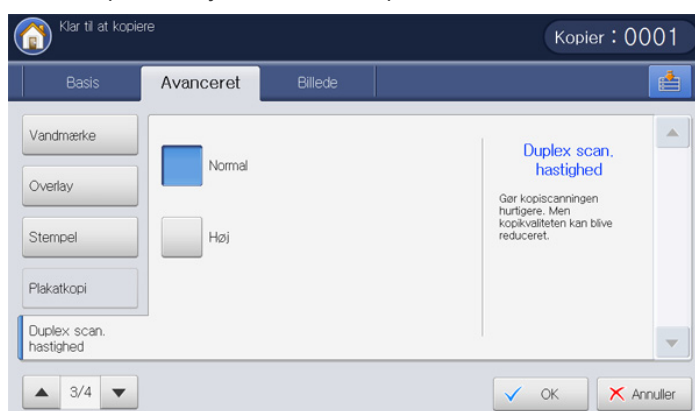 Klar til at kopiere
Kopier : 0001
Basis
Avanceret
Billede
Vandmærke
Overlay
Stempel
Plakatkopi
Duplex scan.
hastighed
3/4
Normal
Høj
Duplex scan,
hastighed
Gør kopiscanningen
hurtigere. Men
kopikvaliteten kan blive
reduceret.
OK
Annuller